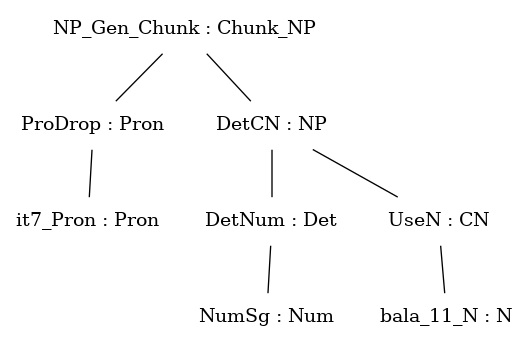 NP_Gen_Chunk : Chunk_NP
ProDrop : Pron
DetCN : NP
it7_Pron : Pron
DetNum : Det
UseN : CN
NumSg : Num
bala_11_N : N